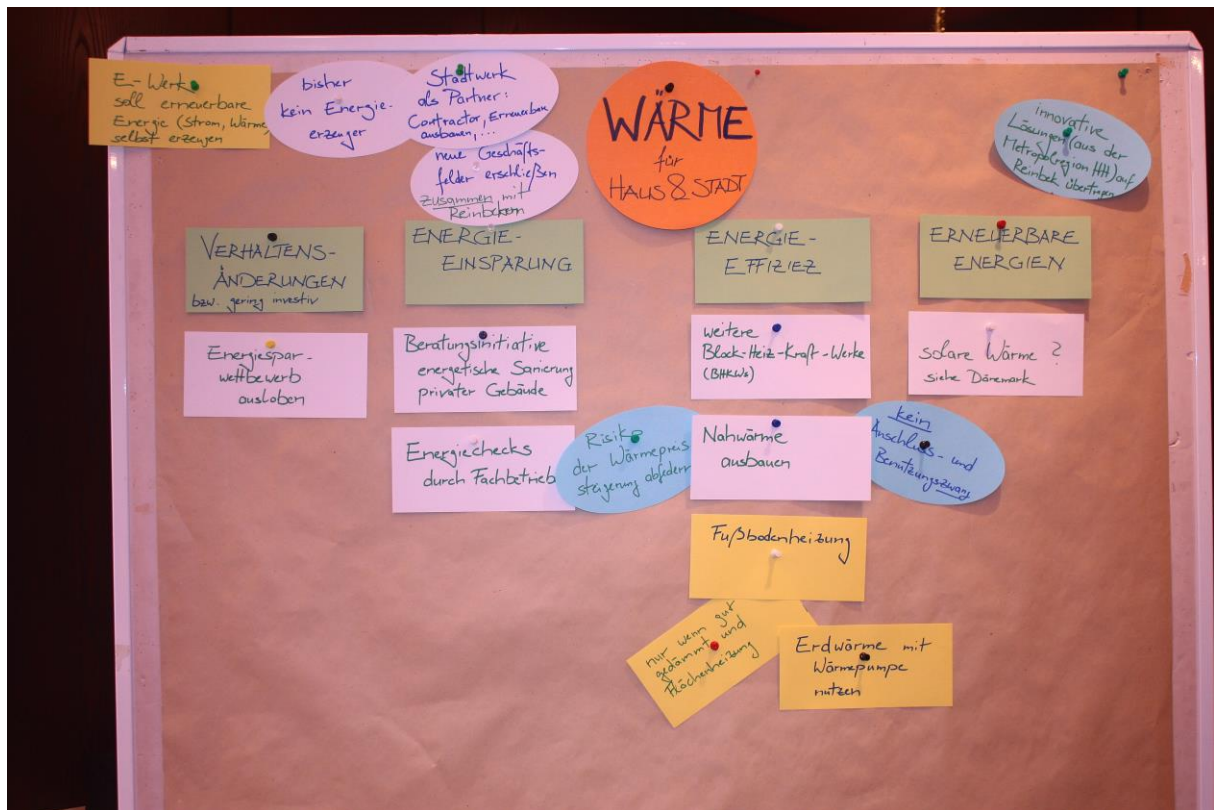 E-Werk
soll erneuerbare
Energie (Strom, Wärme
selbst erzeugen
bisher
kein Energie-
erzeuger
Stadtwerk
als Partner:
Contractor, Erneuerbare
ausbauen, ...
neue Geschäfts-
felder erschließen
zusammen mit
Reinbekern
WÄRME
für
HAUS & STADT
innovative
Lösungen (aus der
Metropolregion HH) auf
Reinbek übertragen
VERHALTENS-
ÄNDERUNGEN
bzw. gering investiv
Energiespar-
wettbewerb
ausloben
ENERGIE-
EINSPARUNG
Beratungsinitiative
energetische Sanierung
privater Gebäude
Energiechecks
durch Fachbetrieb
Risiko
der Wärmepreis
steigerung abfedern
ENERGIE-
EFFIZIEZ
weitere
Block-Heiz-Kraft-Werke
(BHKWs)
Nahwärme
ausbauen
kein
Anschluss- und
Benutzungszwang
Fußbodenheizung
nur wenn gut
gedämmt und
Flächenheizung
Erdwärme mit
Wärmepumpe
nutzen
ERNEUERBARE
ENERGIEN
solare Wärme ?
siehe Dänemark